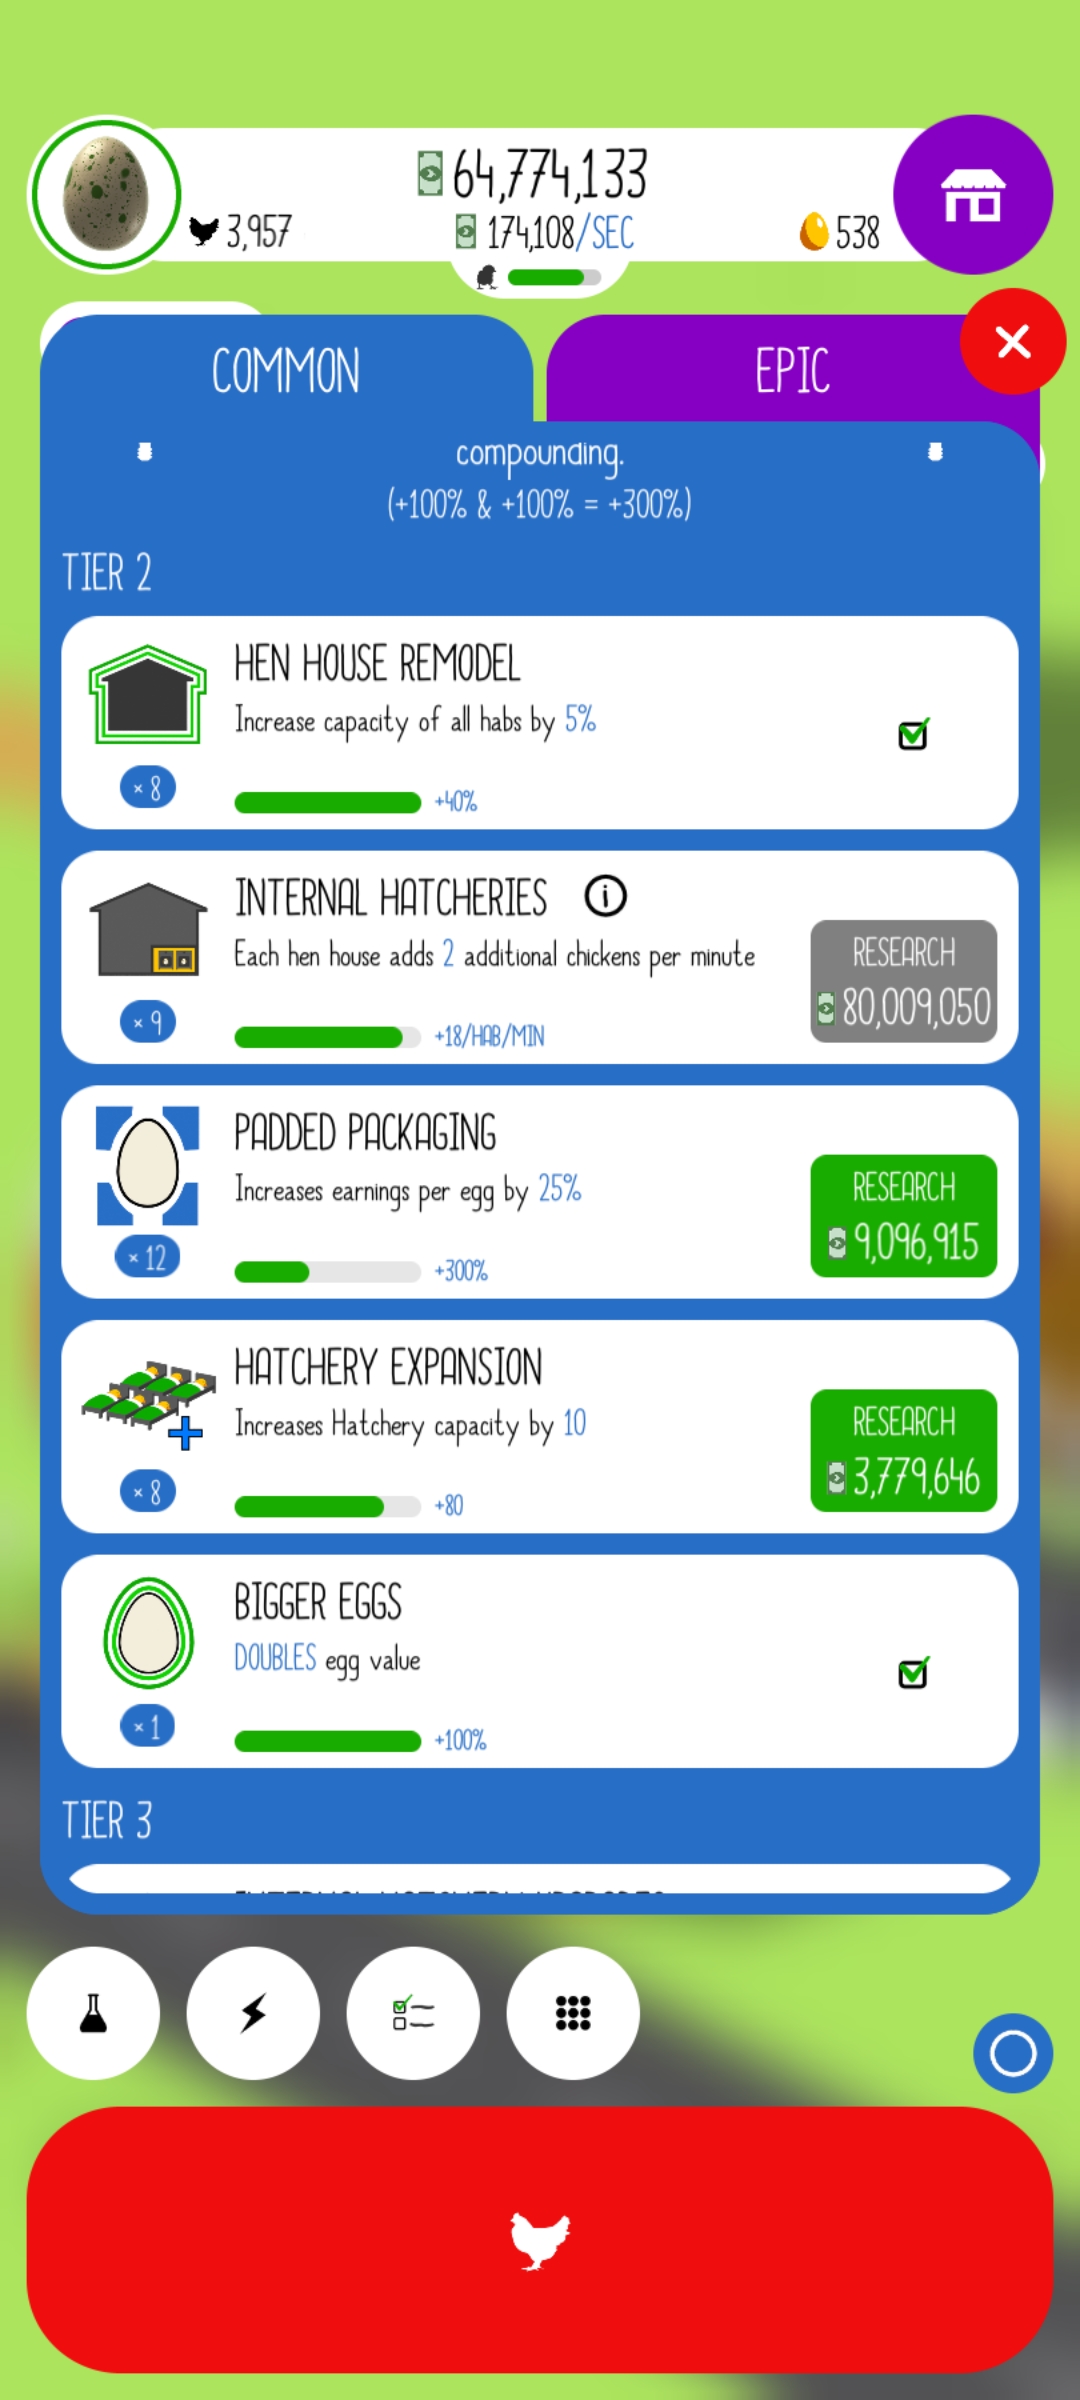 64,774,133
3,957
174,108/SEC
538
COMMON
EPIC
compounding.
(+100% & +100% = +300%)
TIER 2
HEN HOUSE REMODEL
Increase capacity of all habs by 5%
× 8
+40%
INTERNAL HATCHERIES
Each hen house adds 2 additional chickens per minute
RESEARCH
80,009,050
× 9
+18/HAB/MIN
PADDED PACKAGING
Increases earnings per egg by 25%
RESEARCH
9,096,915
× 12
+300%
HATCHERY EXPANSION
Increases Hatchery capacity by 10
RESEARCH
3,779,646
× 8
+80
BIGGER EGGS
DOUBLES egg value
× 1
+100%
TIER 3